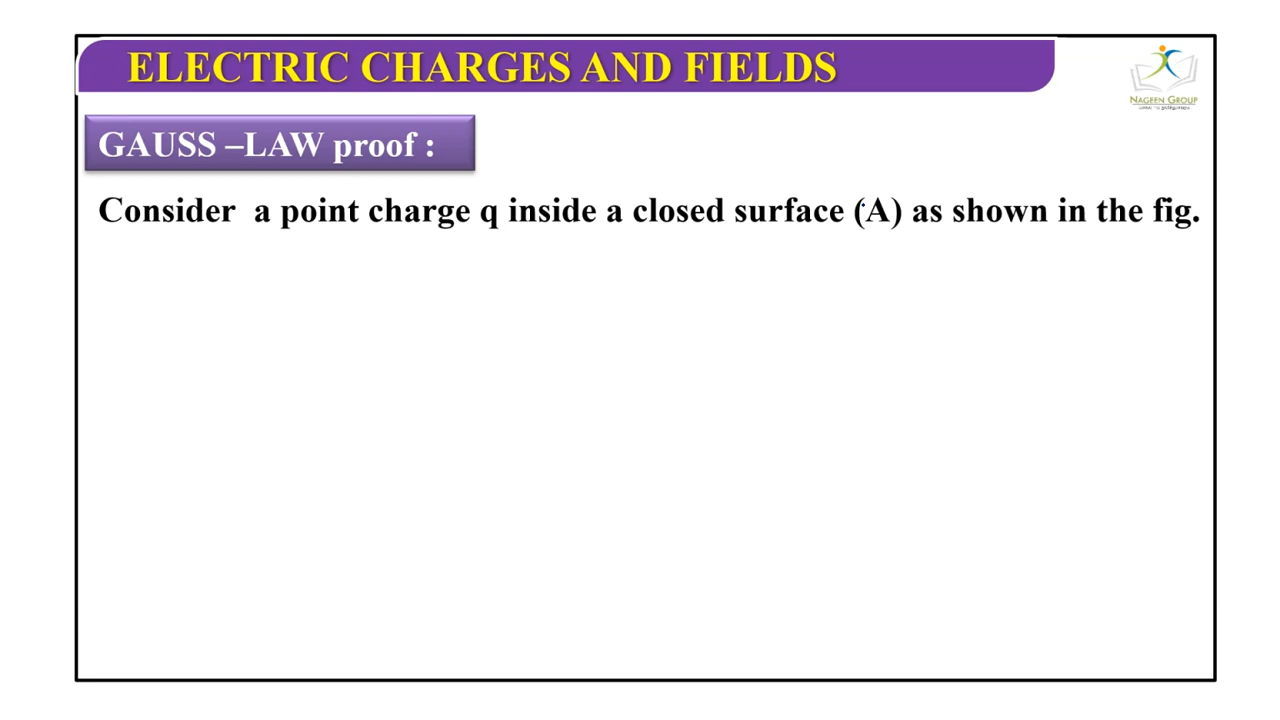 ELECTRIC CHARGES AND FIELDS
NAGEEN GROUP
GAUSS –LAW proof :
Consider a point charge q inside a closed surface (A) as shown in the fig.